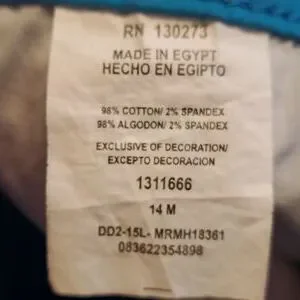 RN 130273
MADE IN EGYPT
HECHO EN EGIPTO
98% COTTON/ 2% SPANDEX
98% ALGODON/ 2% SPANDEX
EXCLUSIVE OF DECORATION/
EXCEPTO DECORACION
1311666
14 M
DD2-15L- MRMH18361
083622354898